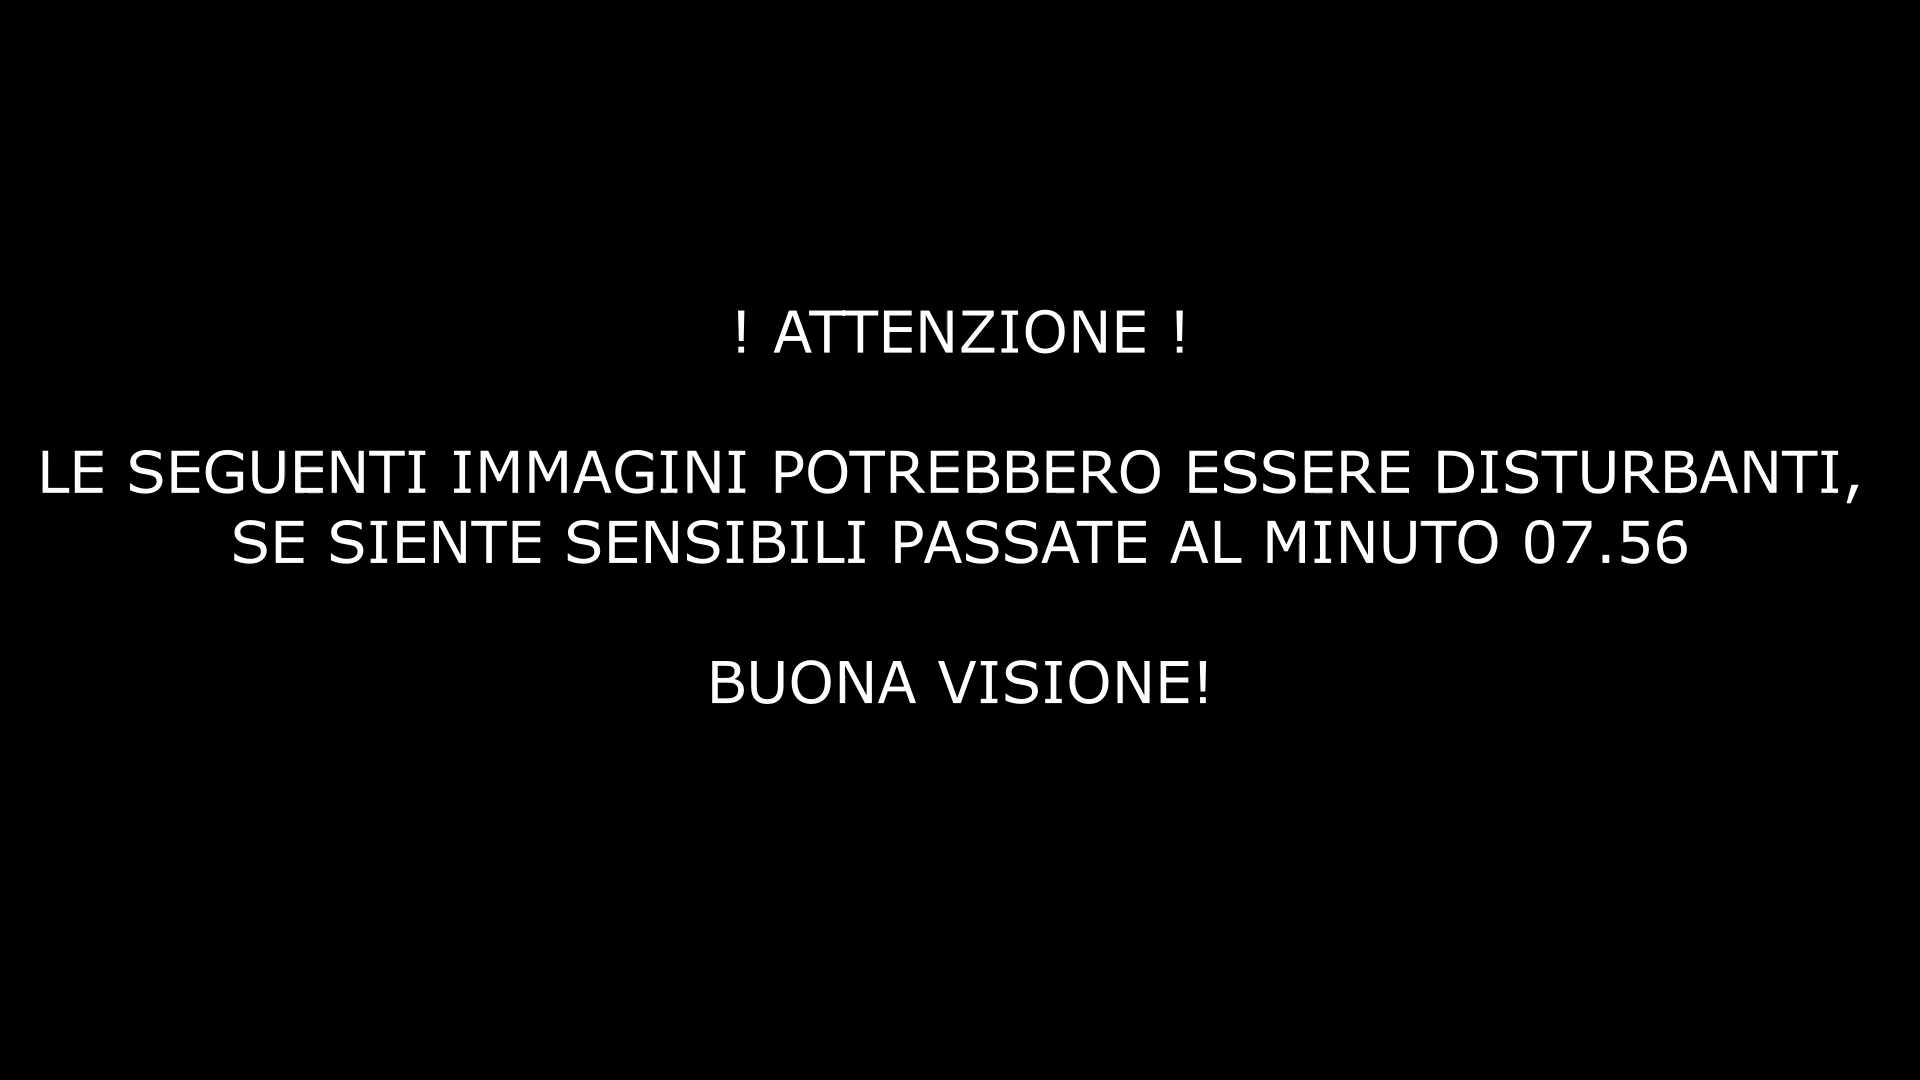 ! ATTENZIONE !
LE SEGUENTI IMMAGINI POTREBBERO ESSERE DISTURBANTI,
SE SIENTE SENSIBILI PASSATE AL MINUTO 07.56
BUONA VISIONE!